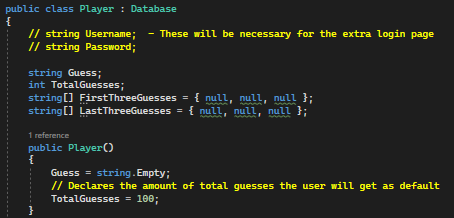 public class Player : Database
{
// string Username;  - These will be necessary for the extra login page
// string Password;
string Guess;
int TotalGuesses;
string[] FirstThreeGuesses = { null, null, null };
string[] LastThreeGuesses = { null, null, null };
1 reference
public Player()
{
Guess = string.Empty;
// Declares the amount of total guesses the user will get as default
TotalGuesses = 100;
}